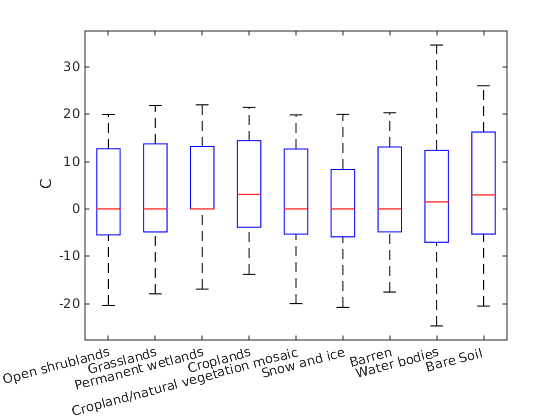 30
20
10
0
-10
-20
C
Open shrublands
Grasslands
Permanent wetlands
Croplands
Cropland/natural vegetation mosaic
Snow and ice
Barren
Water bodies
Bare Soil